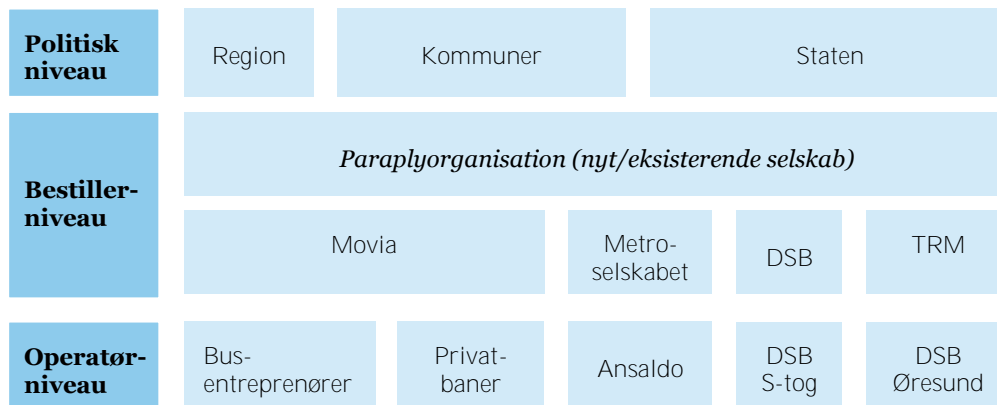 Politisk
niveau
Region
Kommuner
Staten
Bestiller-
niveau
Paraplyorganisation (nyt/eksisterende selskab)
Movia
Metro-
selskabet
DSB
TRM
Operatør-
niveau
Bus-
entreprenører
Privat-
baner
Ansaldo
DSB
S-tog
DSB
Øresund